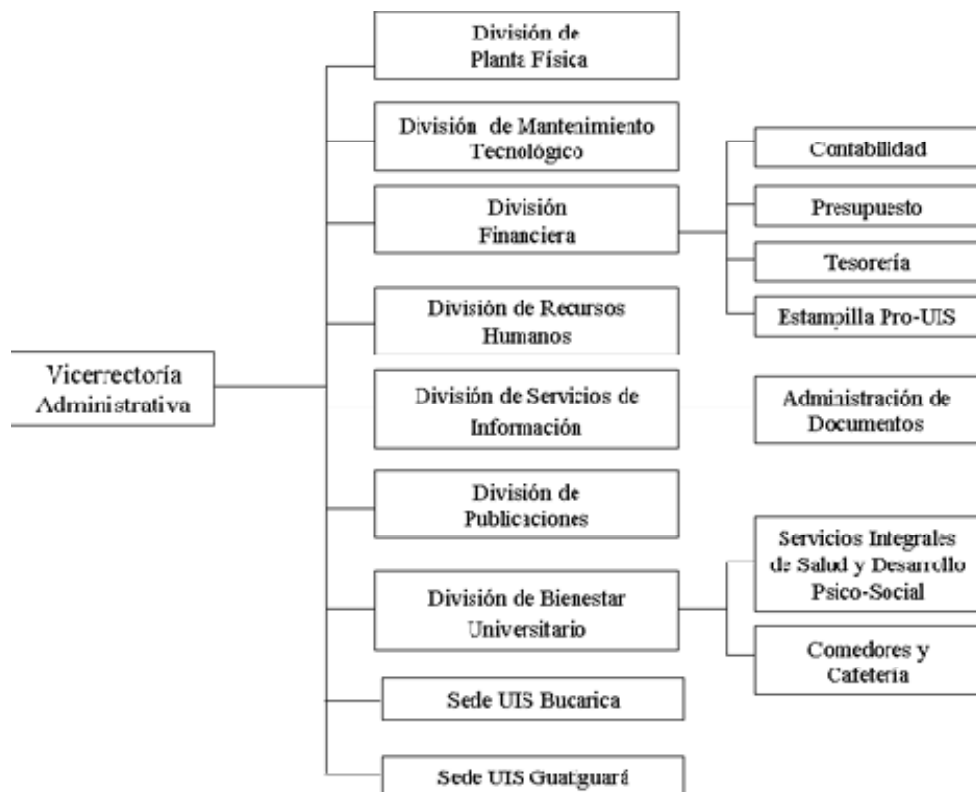 Vicerrectoría
Administrativa
División de
Planta Física
División de Mantenimiento
Tecnológico
División
Financiera
Contabilidad
Presupuesto
Tesorería
Estampilla Pro-UIS
División de Recursos
Humanos
División de Servicios de
Información
Administración de
Documentos
División de
Publicaciones
División de Bienestar
Universitario
Servicios Integrales
de Salud y Desarrollo
Psico-Social
Comedores y
Cafetería
Sede UIS Bucarica
Sede UIS Guatiguará